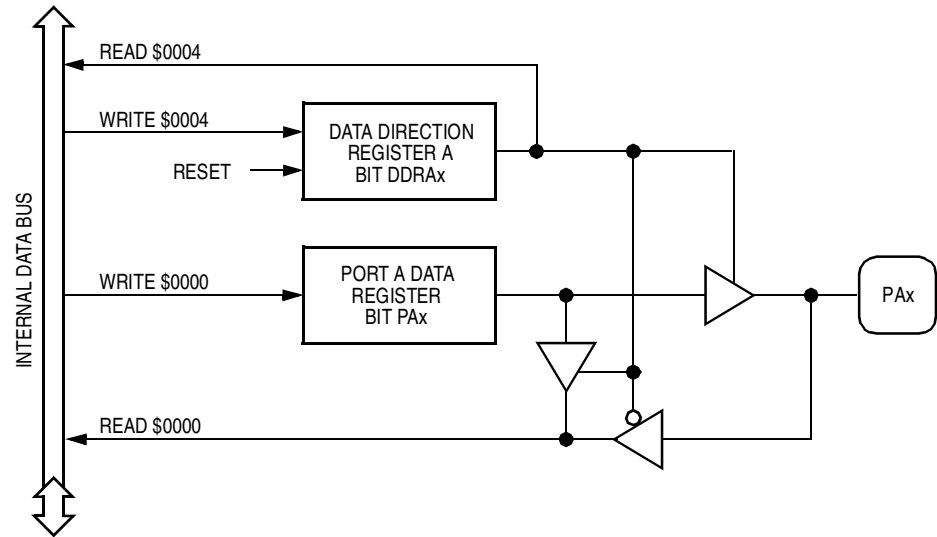 READ $0004
WRITE $0004
DATA DIRECTION
REGISTER A
BIT DDRAx
RESET
INTERNAL DATA BUS
WRITE $0000
PORT A DATA
REGISTER
BIT PAx
PAx
READ $0000